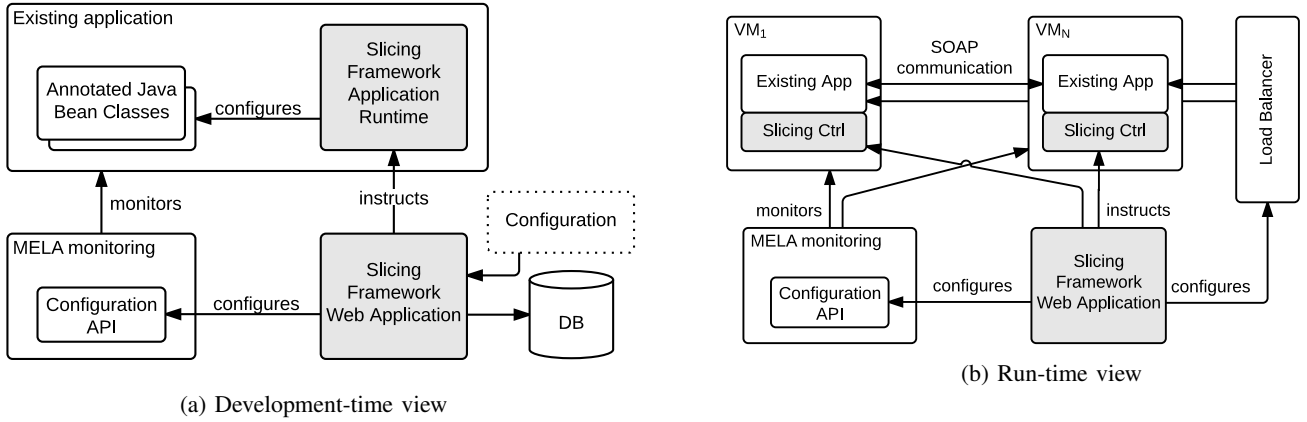 Existing application
Slicing
Framework
Application
Runtime
Annotated Java
Bean Classes
configures
monitors
instructs
Configuration
MELA monitoring
Configuration
API
configures
Slicing
Framework
Web Application
DB
(a) Development-time view
VM1
Existing App
Slicing Ctrl
SOAP
communication
VMN
Existing App
Slicing Ctrl
Load Balancer
monitors
instructs
MELA monitoring
Configuration
API
configures
Slicing
Framework
Web Application
configures
(b) Run-time view